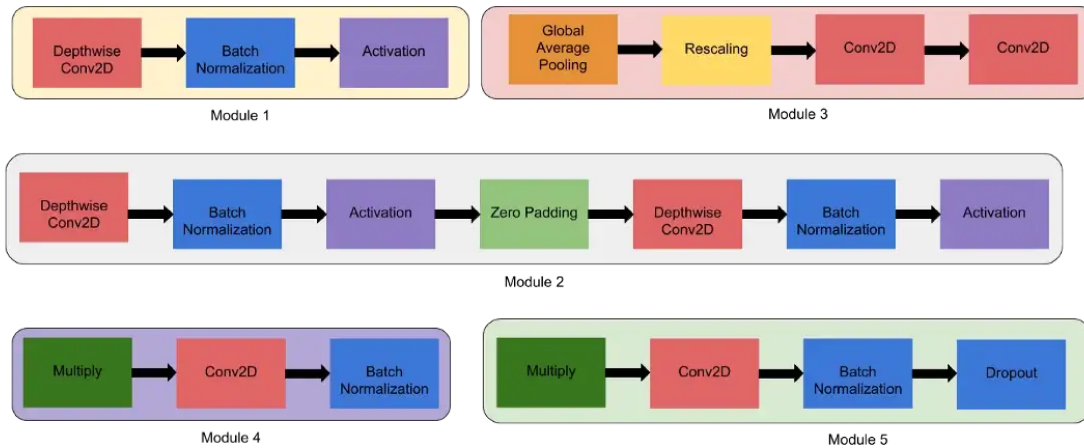 Depthwise
Conv2D
Batch
Normalization
Activation
Module 1
Global
Average
Pooling
Rescaling
Conv2D
Conv2D
Module 3
Depthwise
Conv2D
Batch
Normalization
Activation
Zero Padding
Depthwise
Conv2D
Batch
Normalization
Activation
Module 2
Multiply
Conv2D
Batch
Normalization
Module 4
Multiply
Conv2D
Batch
Normalization
Dropout
Module 5